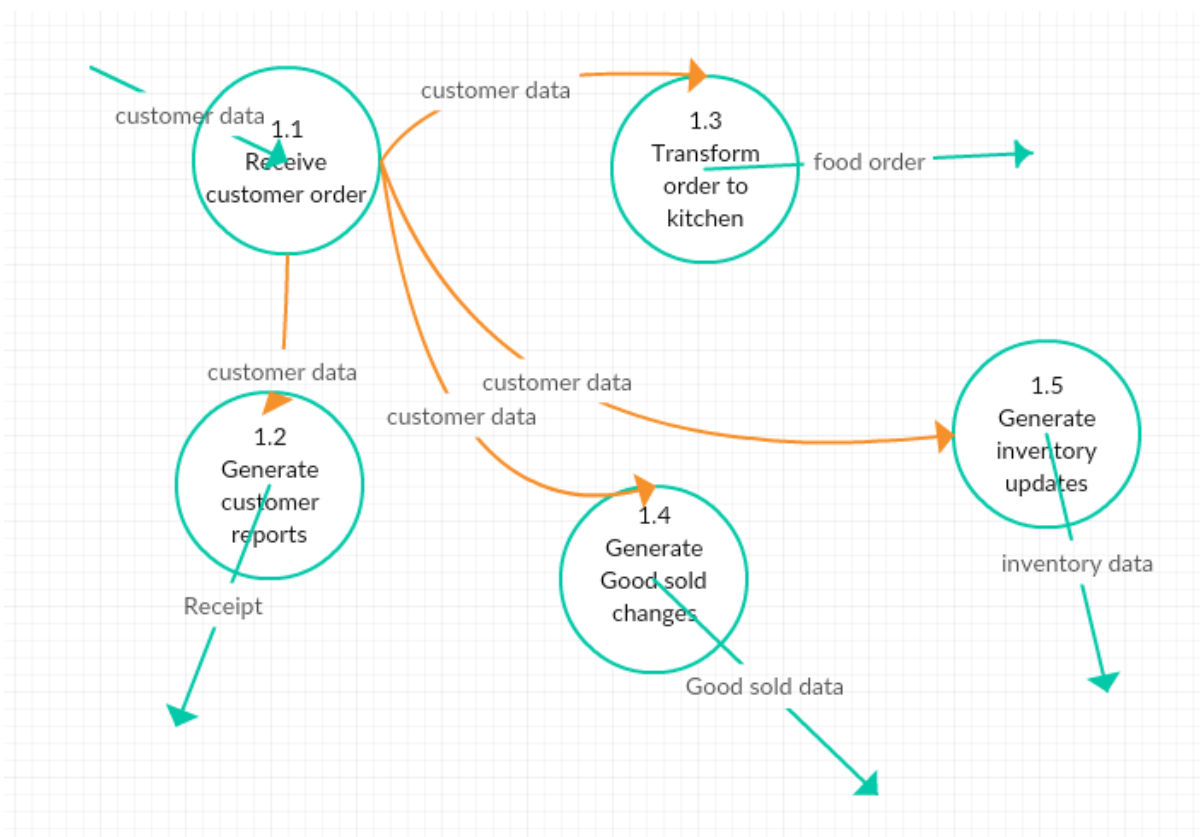 customer data
1.1
Receive
customer order
customer data
1.3
Transform
order to
kitchen
food order
customer data
1.2
Generate
customer
reports
Receipt
customer data
customer data
1.4
Generate
Good sold
changes
Good sold data
1.5
Generate
inventory
updates
inventory data